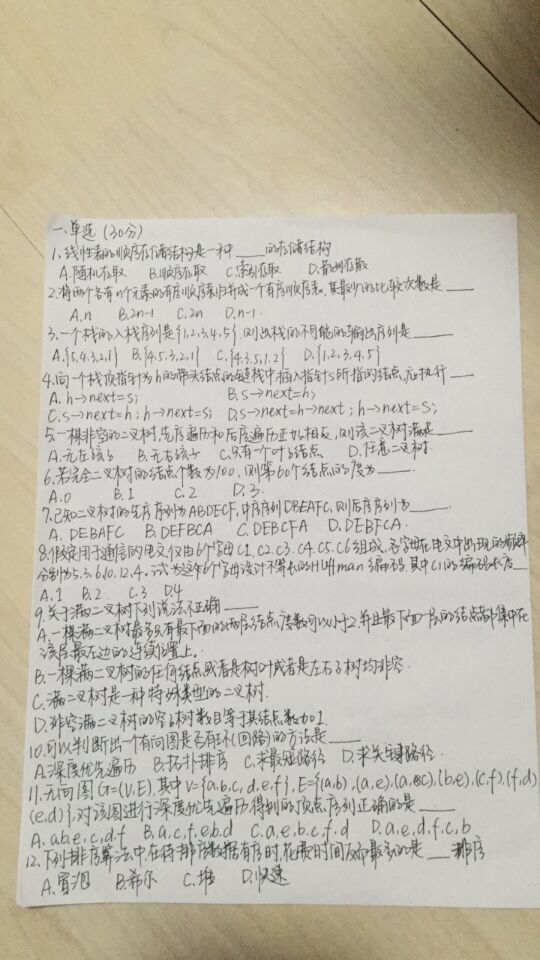 一.单选(30分)
1.线性表的顺序存储结构是一种____的存储结构
A.随机存取 B.顺序存取 C.索引存取 D.散列存散
2.将两个各有n个元素的有序顺序表归并成一个有序顺序表,其最少的比较次数是____
A.n B.2n-1 C.2n D.n-1
3.一个栈的入栈序列是{1,2,3,4,5},则出栈的不可能的输出序列是____
A.{5,4,3,2,1} B.{4,5,3,2,1} C.{4,3,5,1,2} D.{1,2,3,4,5}
4.向一个栈顶指针为h的带头结点的链栈中插入指针s所指的结点,应执行____
A.h→next=s; B.s→next=h;
C.s→next=h;h→next=s; D.s→next=h→next;h→next=s;
5.一棵非空的二叉树,先序遍历和后序遍历正好相反,则该二叉树满足____
A.无左孩子 B.无右孩子 C.只有一个叶子结点 D.任意二叉树.
6.若完全二叉树的结点个数为100,则第60个结点的度为____.
A.0 B.1 C.2 D.3.
7.已知二叉树的先序序列为ABDECF,中序序列DBEAFC,则后序序列为____.
A.DEBAFC B.DEFBCA C.DEBCFA D.DEBFCA.
8.假定用于通信的电文仅由6个字母C1.C2.C3.C4.C5.C6组成,各字母在电文中出现的频率
分别为5.3.6.10.12.4.试为这6个字母设计不等长的Huffman编码,其中C1的编码长度____
A.1 B.2. C.3 D.4
9.关于满二叉树下列说法不正确____
A.一棵满二叉树最多只有最下面的两层结点度数可以小于2,并且最下面一层的结点都集中在
该层最左边的连续位置上.
B.一棵满二叉树的任何结点或者是树叶或者是左右子树均非空.
C.满二叉树是一种特殊类型的二叉树.
D.非空满二叉树的空子树数目等于其结点数加1.
10.可以判断出一个有向图是否有环(回路)的方法是____
A.深度优先遍历 B.拓扑排序 C.求最短路径 D.求关键路径.
11.无向图G=(V,E),其中V={a,b,c,d,e,f},E={(a,b),(a,e),(a,c),(b,e),(c,f),(f,d)
(e,d)},对该图进行深度优先遍历,得到的顶点序列正确的是____
A.a,b,e,c,d,f B.a,c,f,e,b,d C.a,e,b,c,f,d D.a,e,d,f,c,b
12.下列排序算法中,在待排序数据有序时,花费时间反而最多的是____排序
A.冒泡 B.希尔 C.堆 D.快速